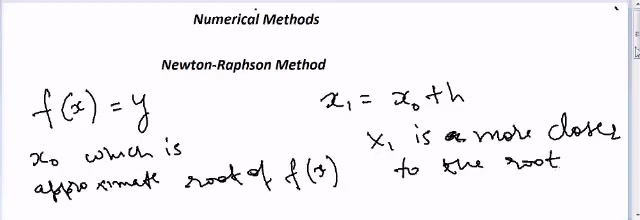 Numerical Methods
Newton-Raphson Method
f(x) = y
x₀ which is
approximate root of f(x)
x₁ = x₀ + h
x₁ is a more closer
to the root